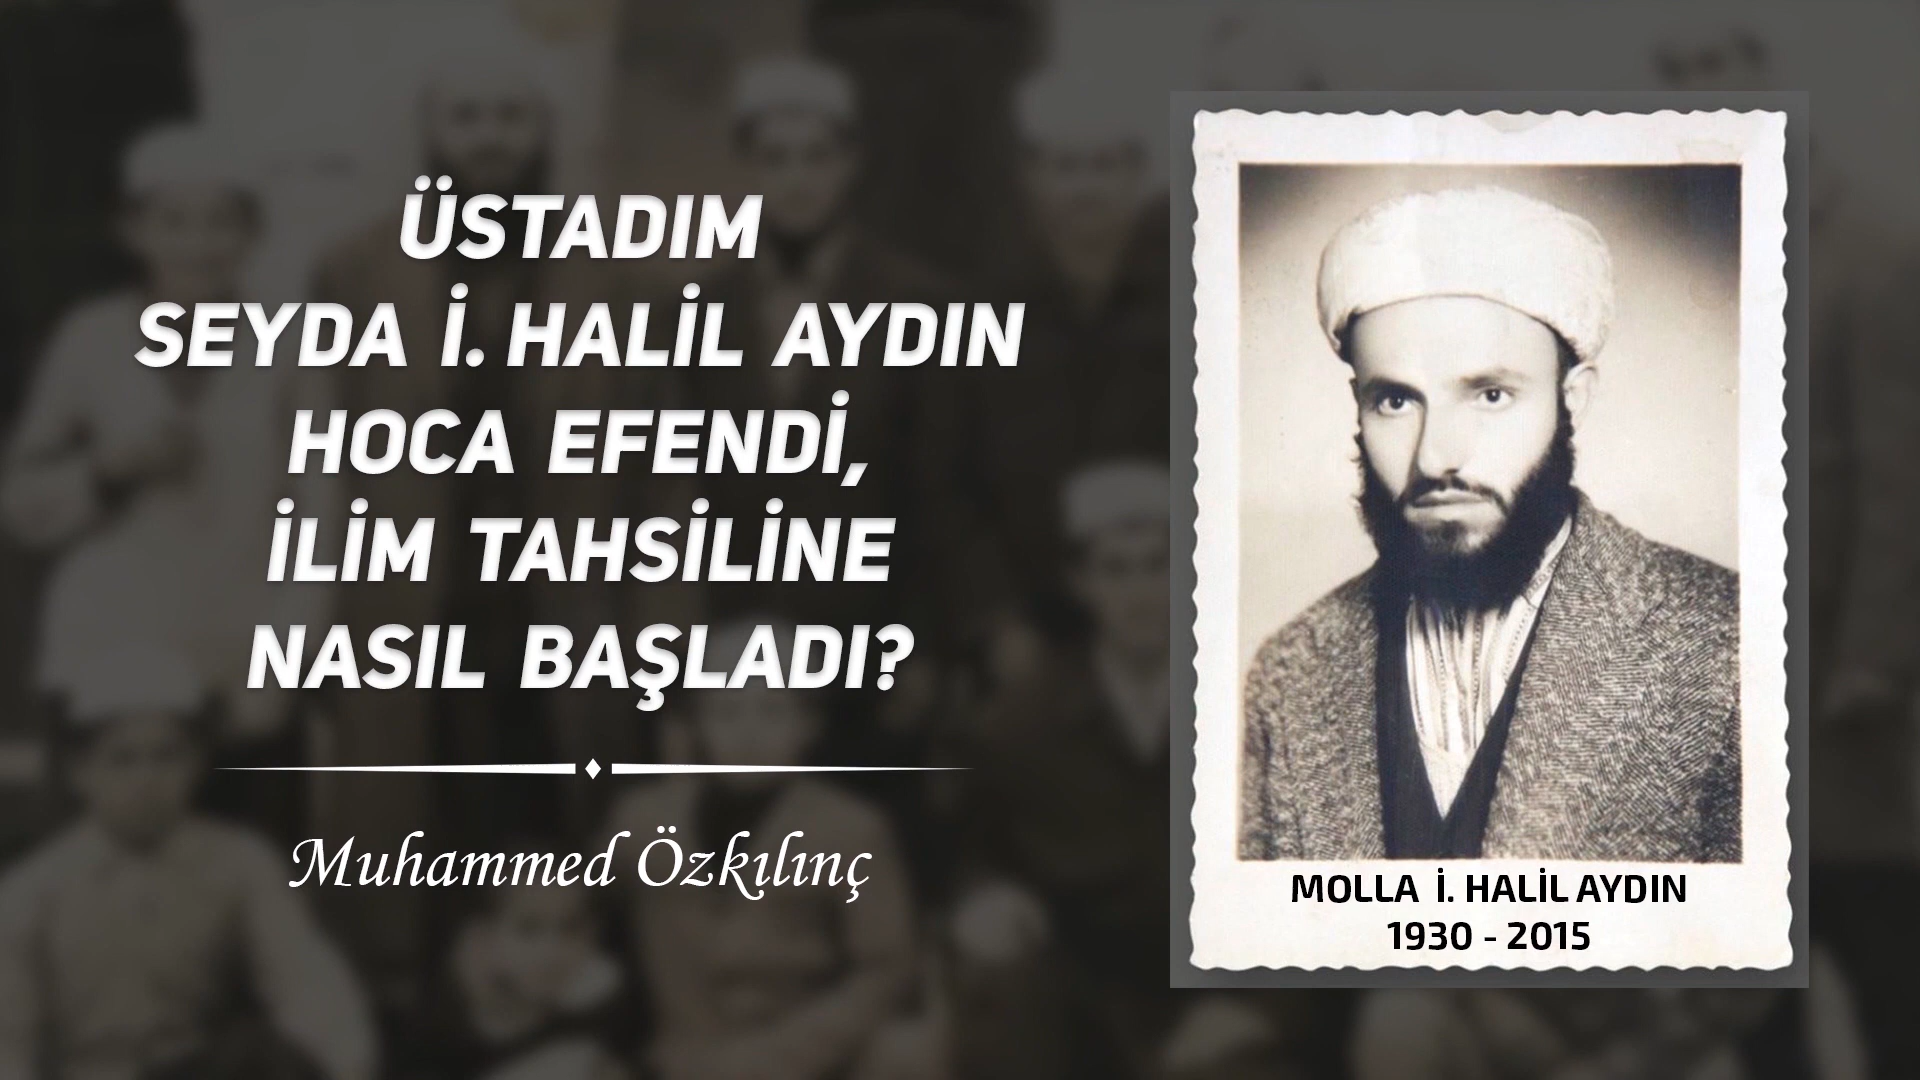 ÜSTADIM
SEYDA İ. HALİL AYDIN
HOCA EFENDİ,
İLİM TAHSİLİNE
NASIL BAŞLADI?
Muhammed Özkılınç
MOLLA İ. HALİL AYDIN
1930 - 2015